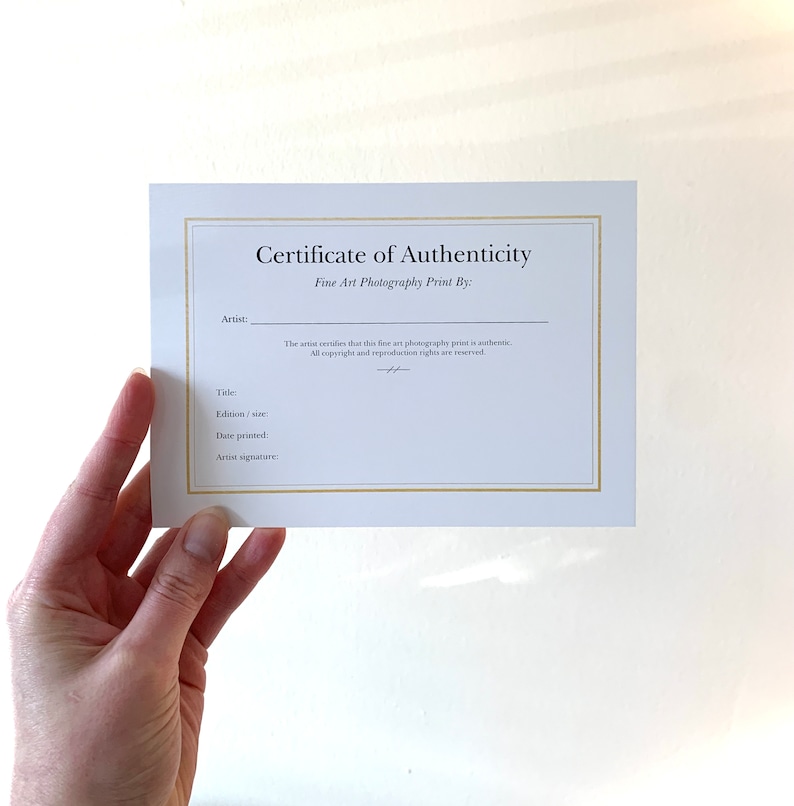 Certificate of Authenticity
Fine Art Photography Print By:
Artist:
The artist certifies that this fine art photography print is authentic.
All copyright and reproduction rights are reserved.
Title:
Edition / size:
Date printed:
Artist signature: